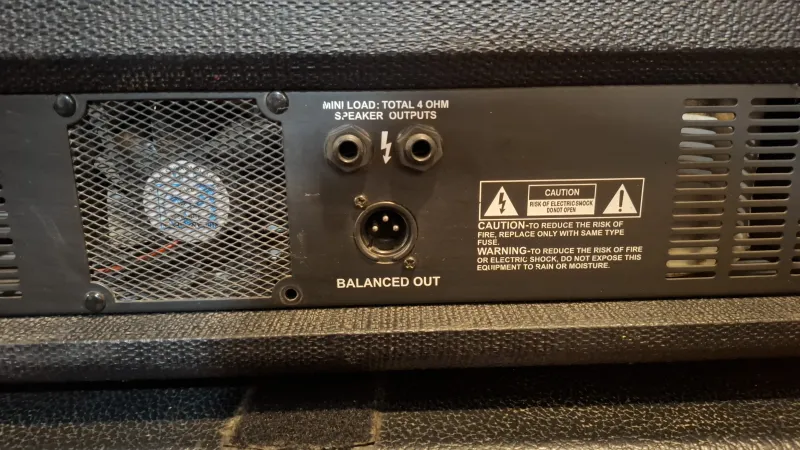 MINI LOAD: TOTAL 4 OHM
SPEAKER OUTPUTS
BALANCED OUT
CAUTION
RISK OF ELECTRIC SHOCK
DO NOT OPEN
CAUTION-TO REDUCE THE RISK OF
FIRE, REPLACE ONLY WITH SAME TYPE
FUSE.
WARNING-TO REDUCE THE RISK OF FIRE
OR ELECTRIC SHOCK, DO NOT EXPOSE THIS
EQUIPMENT TO RAIN OR MOISTURE.